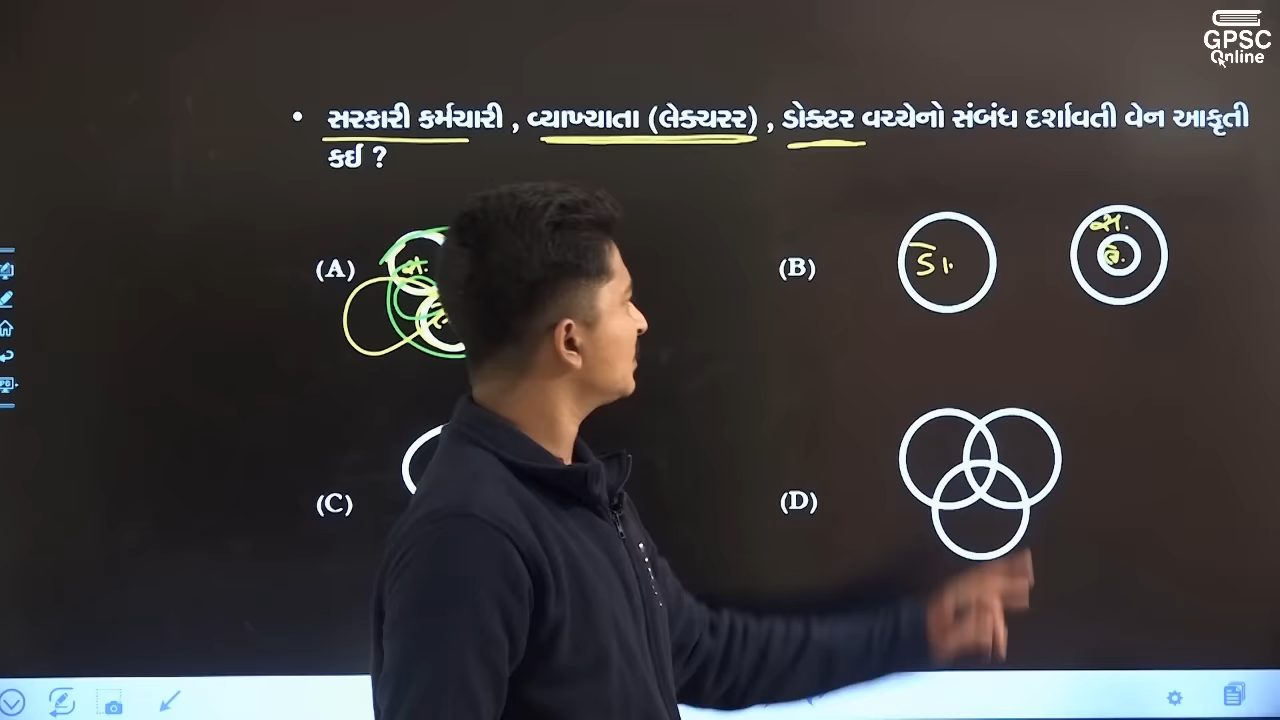 GPSC
Online
• સરકારી કર્મચારી , વ્યાખ્યાતા (લેક્ચરર) , ડોક્ટર વચ્ચેનો સંબંધ દર્શાવતી વેન આકૃતી
કઈ ?
(A)
(B) ડૉ. સ.
લે.
(C)
(D)